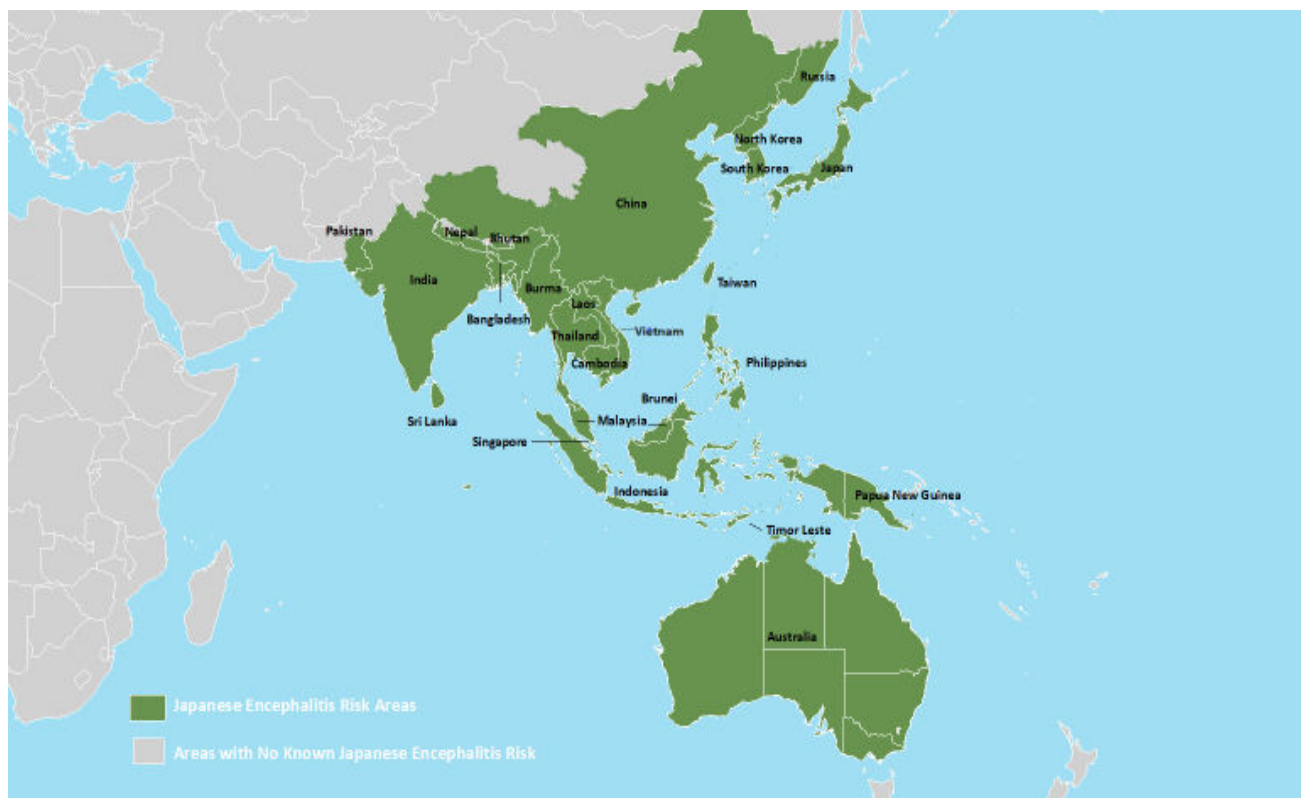 Russia
North Korea
South Korea
Japan
China
Pakistan
Nepal
Bhutan
India
Burma
Taiwan
Laos
Bangladesh
Vietnam
Thailand
Cambodia
Philippines
Brunei
Sri Lanka
Malaysia
Singapore
Indonesia
Papua New Guinea
Timor Leste
Australia
Japanese Encephalitis Risk Areas
Areas with No Known Japanese Encephalitis Risk